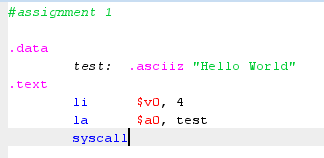 #assignment 1
.data
test: .asciiz "Hello World"
.text
li $v0, 4
la $a0, test
syscall